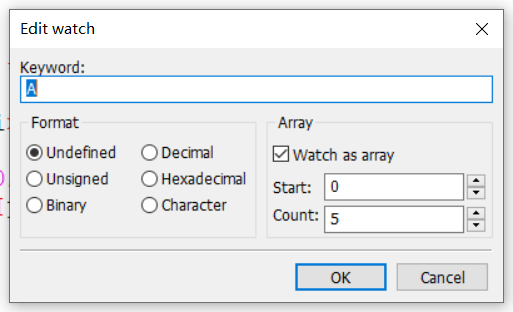 Edit watch
Keyword:
A
Format
Undefined
Decimal
Unsigned
Hexadecimal
Binary
Character
Array
Watch as array
Start: 0
Count: 5
OK
Cancel